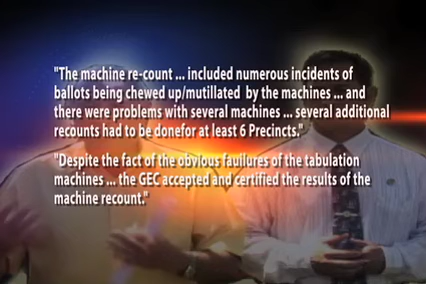 "The machine re-count ... included numerous incidents of
ballots being chewed up/mutillated by the machines ... and
there were problems with several machines ... several additional
recounts had to be donefor at least 6 Precincts."
"Despite the fact of the obvious faullures of the tabulation
machines ... the GEC accepted and certified the results of the
machine recount."